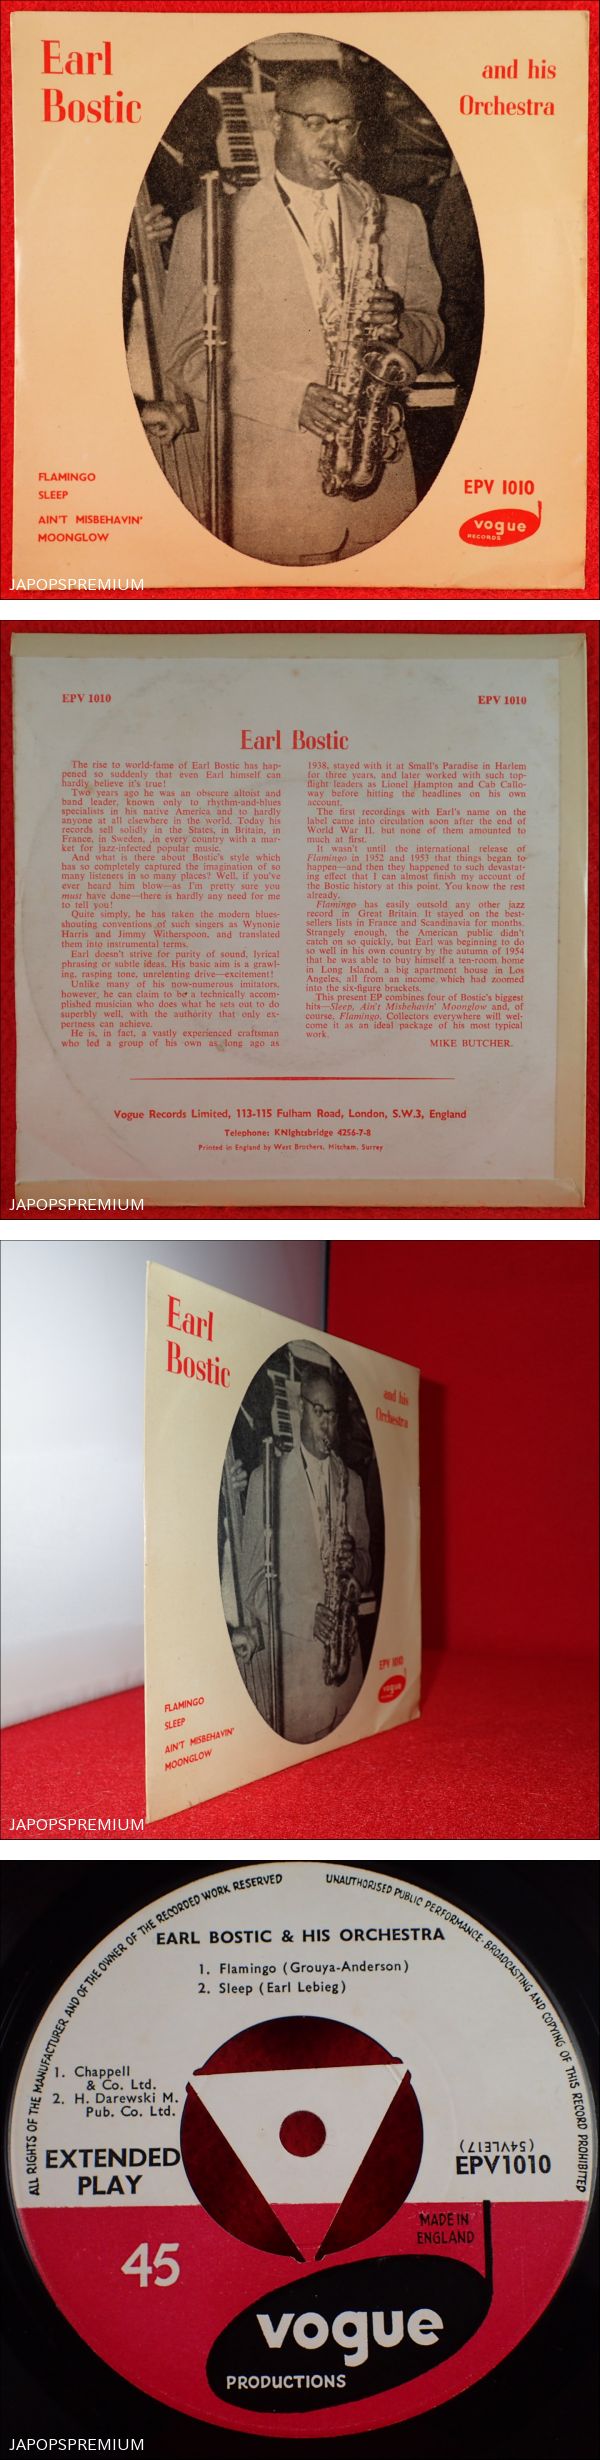 Earl
Bostic
and his
Orchestra
FLAMINGO
SLEEP
AIN'T MISBEHAVIN'
MOONGLOW
EPV 1010
vogue
RECORDS
JAPOPSPREMIUM
EPV 1010
EPV 1010
Earl Bostic
The rise to world-fame of Earl Bostic has hap-
pened so suddenly that even Earl himself can
hardly believe it's true!
Two years ago he was an obscure altoist and
band leader, known only to rhythm-and-blues
specialists in his native America and to hardly
anyone at all elsewhere in the world. Today his
records sell solidly in the States, in Britain, in
France, in Sweden, in every country with a mar-
ket for jazz-infected popular music.
And what is there about Bostic's style which
has so completely captured the imagination of so
many listeners in so many places? Well, if you've
ever heard him blow—as I'm pretty sure you
must have done—there is hardly any need for me
to tell you!
Quite simply, he has taken the modern blues-
shouting conventions of such singers as Wynonie
Harris and Jimmy Witherspoon, and translated
them into instrumental terms.
Earl doesn't strive for purity of sound, lyrical
phrasing or subtle ideas. His basic aim is a growl-
ing, rasping tone, unrelenting drive—excitement!
Unlike many of his now-numerous imitators,
however, he can claim to be a technically accom-
plished musician who does what he sets out to do
superbly well, with the authority that only ex-
pertness can achieve.
He is, in fact, a vastly experienced craftsman
who led a group of his own as long ago as
1938, stayed with it at Small's Paradise in Harlem
for three years, and later worked with such top-
flight leaders as Lionel Hampton and Cab Callo-
way before hitting the headlines on his own
account.
The first recordings with Earl's name on the
label came into circulation soon after the end of
World War II, but none of them amounted to
much at first.
It wasn't until the international release of
Flamingo in 1952 and 1953 that things began to
happen—and then they happened to such devastat-
ing effect that I can almost finish my account of
the Bostic history at this point. You know the rest
already.
Flamingo has easily outsold any other jazz
record in Great Britain. It stayed on the best-
sellers lists in France and Scandinavia for months.
Strangely enough, the American public didn't
catch on so quickly, but Earl was beginning to do
so well in his own country by the autumn of 1954
that he was able to buy himself a ten-room home
in Long Island, a big apartment house in Los
Angeles, all from an income which had zoomed
into the six-figure brackets.
This present EP combines four of Bostic's biggest
hits—Sleep, Ain't Misbehavin' Moonglow and, of
course, Flamingo. Collectors everywhere will wel-
come it as an ideal package of his most typical
work.
MIKE BUTCHER.
Vogue Records Limited, 113-115 Fulham Road, London, S.W.3, England
Telephone: KNIghtsbridge 4256-7-8
Printed in England by West Brothers, Mitcham, Surrey
JAPOPSPREMIUM
Earl
Bostic
and his
Orchestra
EPV 1010
vogue
FLAMINGO
SLEEP
AIN'T MISBEHAVIN'
MOONGLOW
JAPOPSPREMIUM
ALL RIGHTS OF THE MANUFACTURER AND OF THE OWNER OF THE RECORDED WORK RESERVED
UNAUTHORISED PUBLIC PERFORMANCE · BROADCASTING AND COPYING OF THIS RECORD PROHIBITED
EARL BOSTIC & HIS ORCHESTRA
1. Flamingo (Grouya-Anderson)
2. Sleep (Earl Lebieg)
1. Chappell
& Co. Ltd.
2. H. Darewski M.
Pub. Co. Ltd.
EXTENDED
PLAY
(54VLE17)
EPV1010
45
MADE IN
ENGLAND
vogue
PRODUCTIONS
JAPOPSPREMIUM